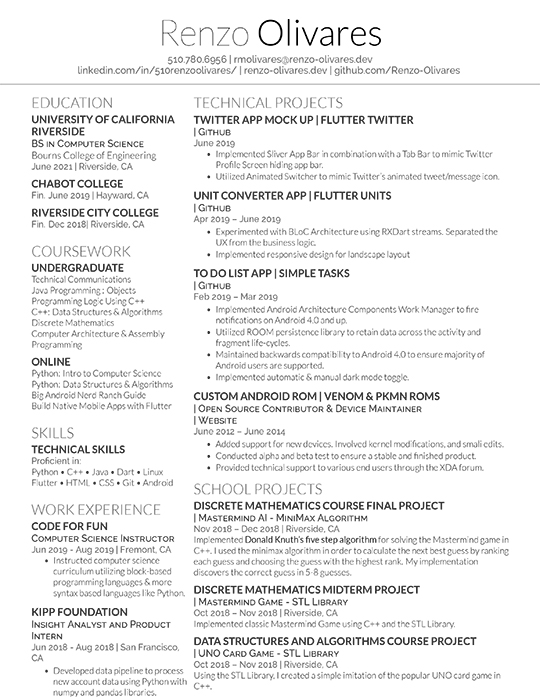 Renzo Olivares
510.780.6956 | rmolivares@renzo-olivares.dev
linkedin.com/in/510renzoolivares/ | renzo-olivares.dev | github.com/Renzo-Olivares
EDUCATION
UNIVERSITY OF CALIFORNIA
RIVERSIDE
BS in Computer Science
Bourns College of Engineering
June 2021 | Riverside, CA
CHABOT COLLEGE
Fin. June 2019 | Hayward, CA
RIVERSIDE CITY COLLEGE
Fin. Dec 2018| Riverside, CA
COURSEWORK
UNDERGRADUATE
Technical Communications
Java Programming : Objects
Programming Logic Using C++
C++: Data Structures & Algorithms
Discrete Mathematics
Computer Architecture & Assembly
Programming
ONLINE
Python: Intro to Computer Science
Python: Data Structures & Algorithms
Big Android Nerd Ranch Guide
Build Native Mobile Apps with Flutter
SKILLS
TECHNICAL SKILLS
Proficient in:
Python • C++ • Java • Dart • Linux
Flutter • HTML • CSS • Git • Android
WORK EXPERIENCE
CODE FOR FUN
Computer Science Instructor
Jun 2019 - Aug 2019 | Fremont, CA
• Instructed computer science
curriculum utilizing block-based
programming languages & more
syntax based languages like Python.
KIPP FOUNDATION
Insight Analyst and Product
Intern
Jun 2018 - Aug 2018 | San Francisco,
CA
• Developed data pipeline to process
new account data using Python with
numpy and pandas libraries.
TECHNICAL PROJECTS
TWITTER APP MOCK UP | FLUTTER TWITTER
| Github
June 2019
• Implemented Sliver App Bar in combination with a Tab Bar to mimic Twitter
Profile Screen hiding app bar.
• Utilized Animated Switcher to mimic Twitter's animated tweet/message icon.
UNIT CONVERTER APP | FLUTTER UNITS
| Github
Apr 2019 – June 2019
• Experimented with BLoC Architecture using RXDart streams. Separated the
UX from the business logic.
• Implemented responsive design for landscape layout
TO DO LIST APP | SIMPLE TASKS
| Github
Feb 2019 – Mar 2019
• Implemented Android Architecture Components Work Manager to fire
notifications on Android 4.0 and up.
• Utilized ROOM persistence library to retain data across the activity and
fragment life-cycles.
• Maintained backwards compatibility to Android 4.0 to ensure majority of
Android users are supported.
• Implemented automatic & manual dark mode toggle.
CUSTOM ANDROID ROM | VENOM & PKMN ROMS
| Open Source Contributor & Device Maintainer
| Website
June 2012 – June 2014
• Added support for new devices. Involved kernel modifications, and small edits.
• Conducted alpha and beta test to ensure a stable and polished product.
• Provided technical support to various end users through the XDA forum.
SCHOOL PROJECTS
DISCRETE MATHEMATICS COURSE FINAL PROJECT
| Mastermind AI - MiniMax Algorithm
Nov 2018 – Dec 2018 | Riverside, CA
Implemented Donald Knuth's five step algorithm for solving the Mastermind game in
C++. I used the minimax algorithm in order to calculate the next best guess by ranking
each guess and choosing the guess with the highest rank. My implementation
discovers the correct guess in 5-8 guesses.
DISCRETE MATHEMATICS MIDTERM PROJECT
| Mastermind Game - STL Library
Oct 2018 – Nov 2018 | Riverside, CA
Implemented classic Mastermind Game using C++ and the STL Library.
DATA STRUCTURES AND ALGORITHMS COURSE PROJECT
| UNO Card Game - STL Library
Oct 2018 – Nov 2018 | Riverside, CA
Using the STL Library, I created a simple imitation of the popular UNO card game in
C++.